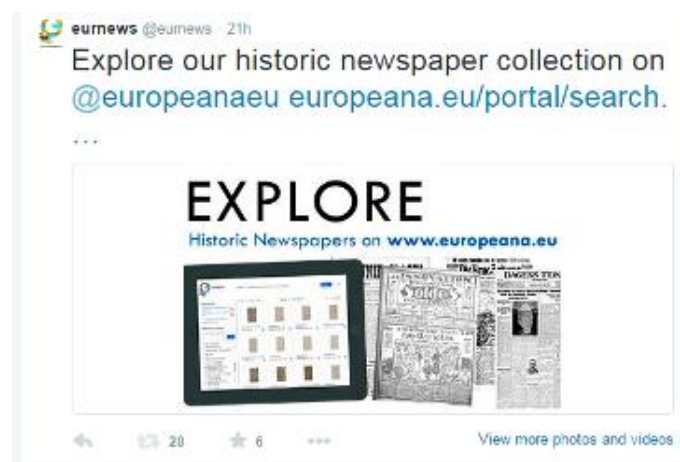 eurnews @eurnews 21h
Explore our historic newspaper collection on
@europeanaeu europeana.eu/portal/search.
...
EXPLORE
Historic Newspapers on www.europeana.eu
DAGENS
28 6
View more photos and videos